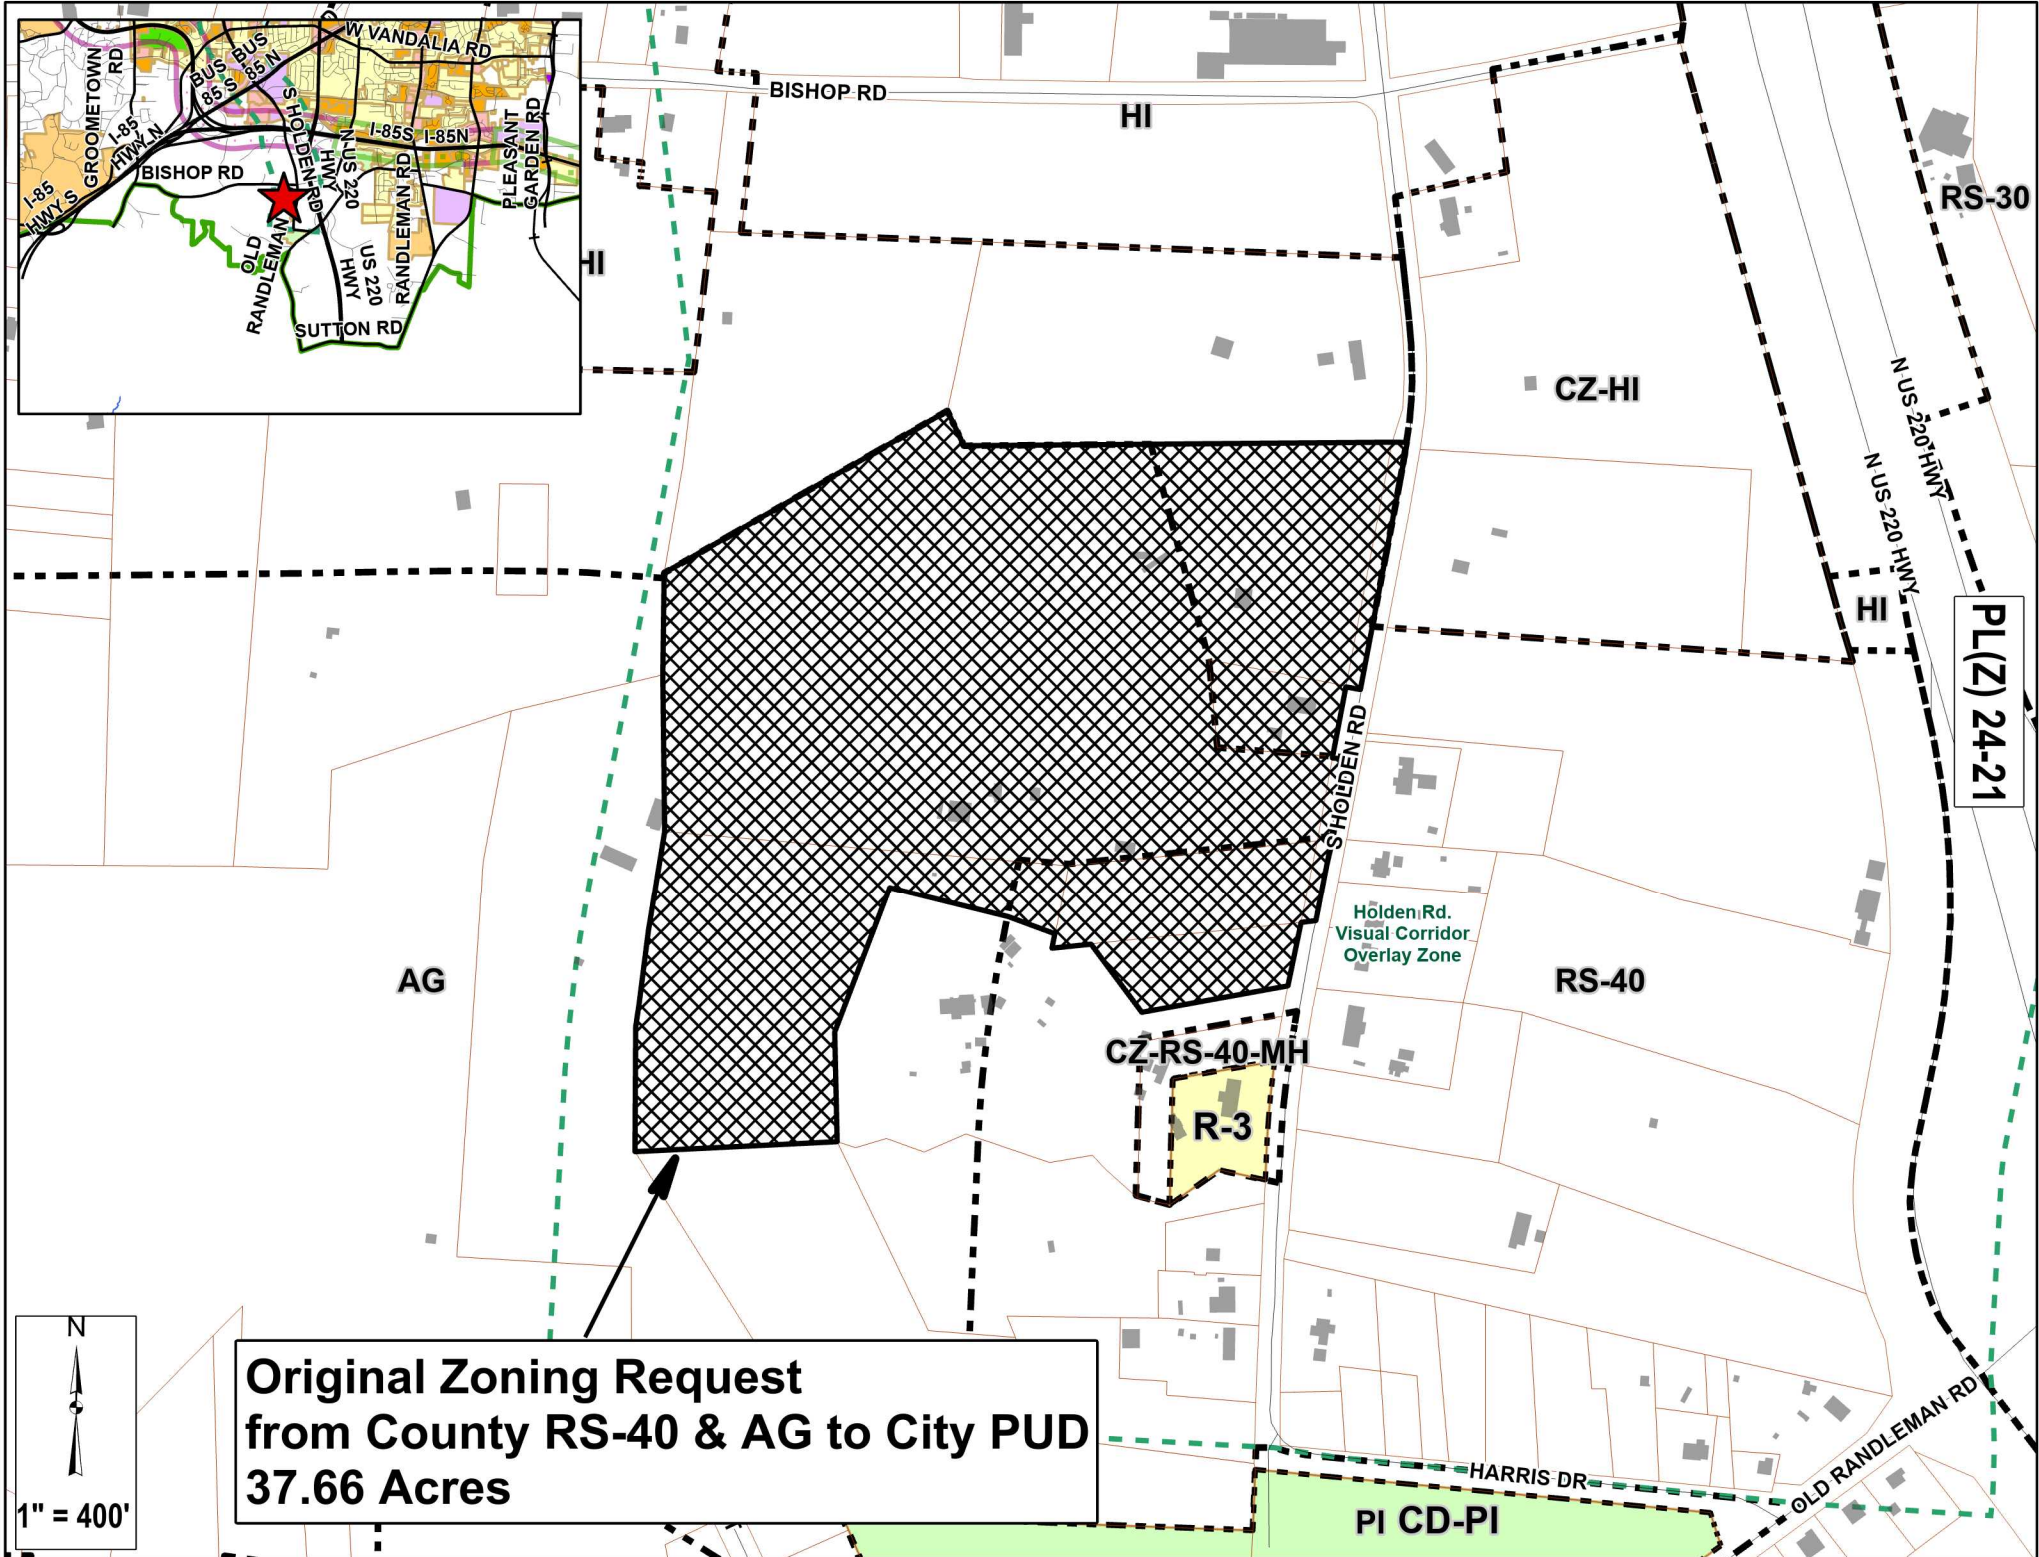 W VANDALIA RD
GROOMETOWN
RD
BUS
85 S
BUS
85 N
S HOLDEN RD
I-85
HWY N
I-85
HWY S
BISHOP RD
HWY
N US 220
I-85S
I-85N
RANDLEMAN RD
PLEASANT
GARDEN RD
OLD
RANDLEMAN
HWY
US 220
SUTTON RD
BISHOP RD
HI
HI
RS-30
CZ-HI
N US 220 HWY
N US 220 HWY
HI
PL(Z) 24-21
S HOLDEN RD
Holden Rd.
Visual Corridor
Overlay Zone
AG
RS-40
CZ-RS-40-MH
R-3
N
1" = 400'
Original Zoning Request
from County RS-40 & AG to City PUD
37.66 Acres
HARRIS DR
OLD RANDLEMAN RD
PI
CD-PI